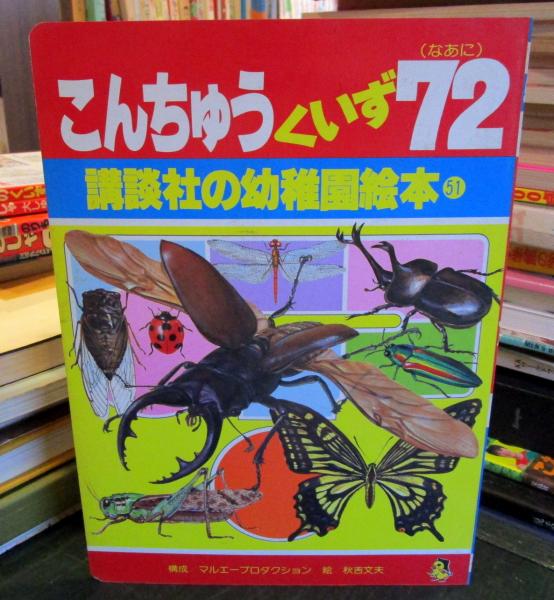 (なあに)
こんちゅうくいず72
講談社の幼稚園絵本51
構成 マルエープロダクション 絵 秋吉文夫